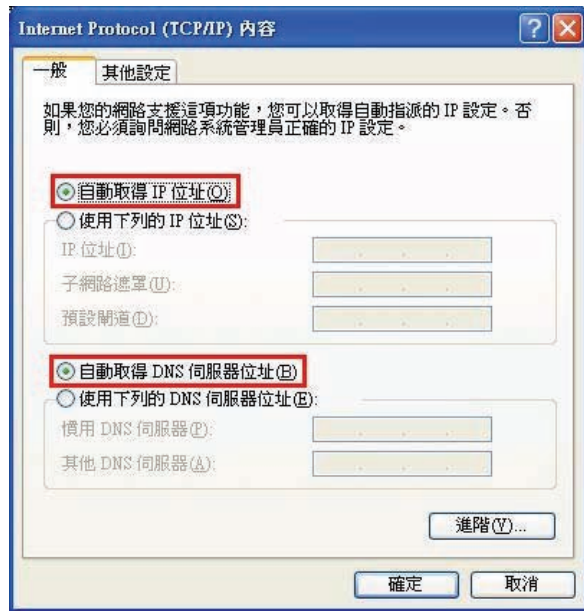 Internet Protocol (TCP/IP) 內容
一般
其他設定
如果您的網路支援這項功能，您可以取得自動指派的 IP 設定。否
則，您必須詢問網路系統管理員正確的 IP 設定。
自動取得 IP 位址(O)
使用下列的 IP 位址(S):
IP 位址(I):
子網路遮罩(U):
預設閘道(D):
自動取得 DNS 伺服器位址(B)
使用下列的 DNS 伺服器位址(E):
慣用 DNS 伺服器(P):
其他 DNS 伺服器(A):
進階(V)...
確定
取消